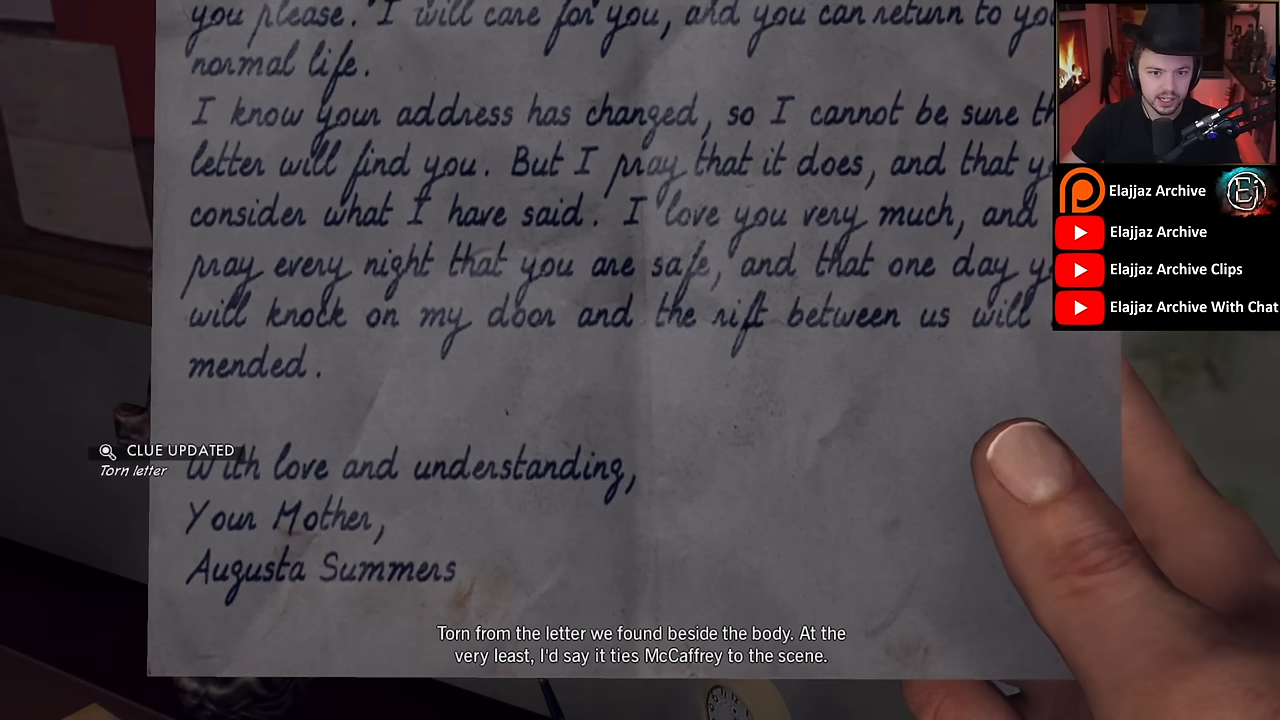 you please. I will care for you, and you can return to
normal life.
I know your address has changed, so I cannot be sure
letter will find you. But I pray that it does, and that
consider what I have said. I love you very much, and
pray every night that you are safe, and that one day
will knock on my door and the rift between us will
mended.
With love and understanding,
Your Mother,
Augusta Summers
CLUE UPDATED
Torn letter
Torn from the letter we found beside the body. At the
very least, I'd say it ties McCaffrey to the scene.
Elajjaz Archive
Ej
Elajjaz Archive
Elajjaz Archive Clips
Elajjaz Archive With Chat